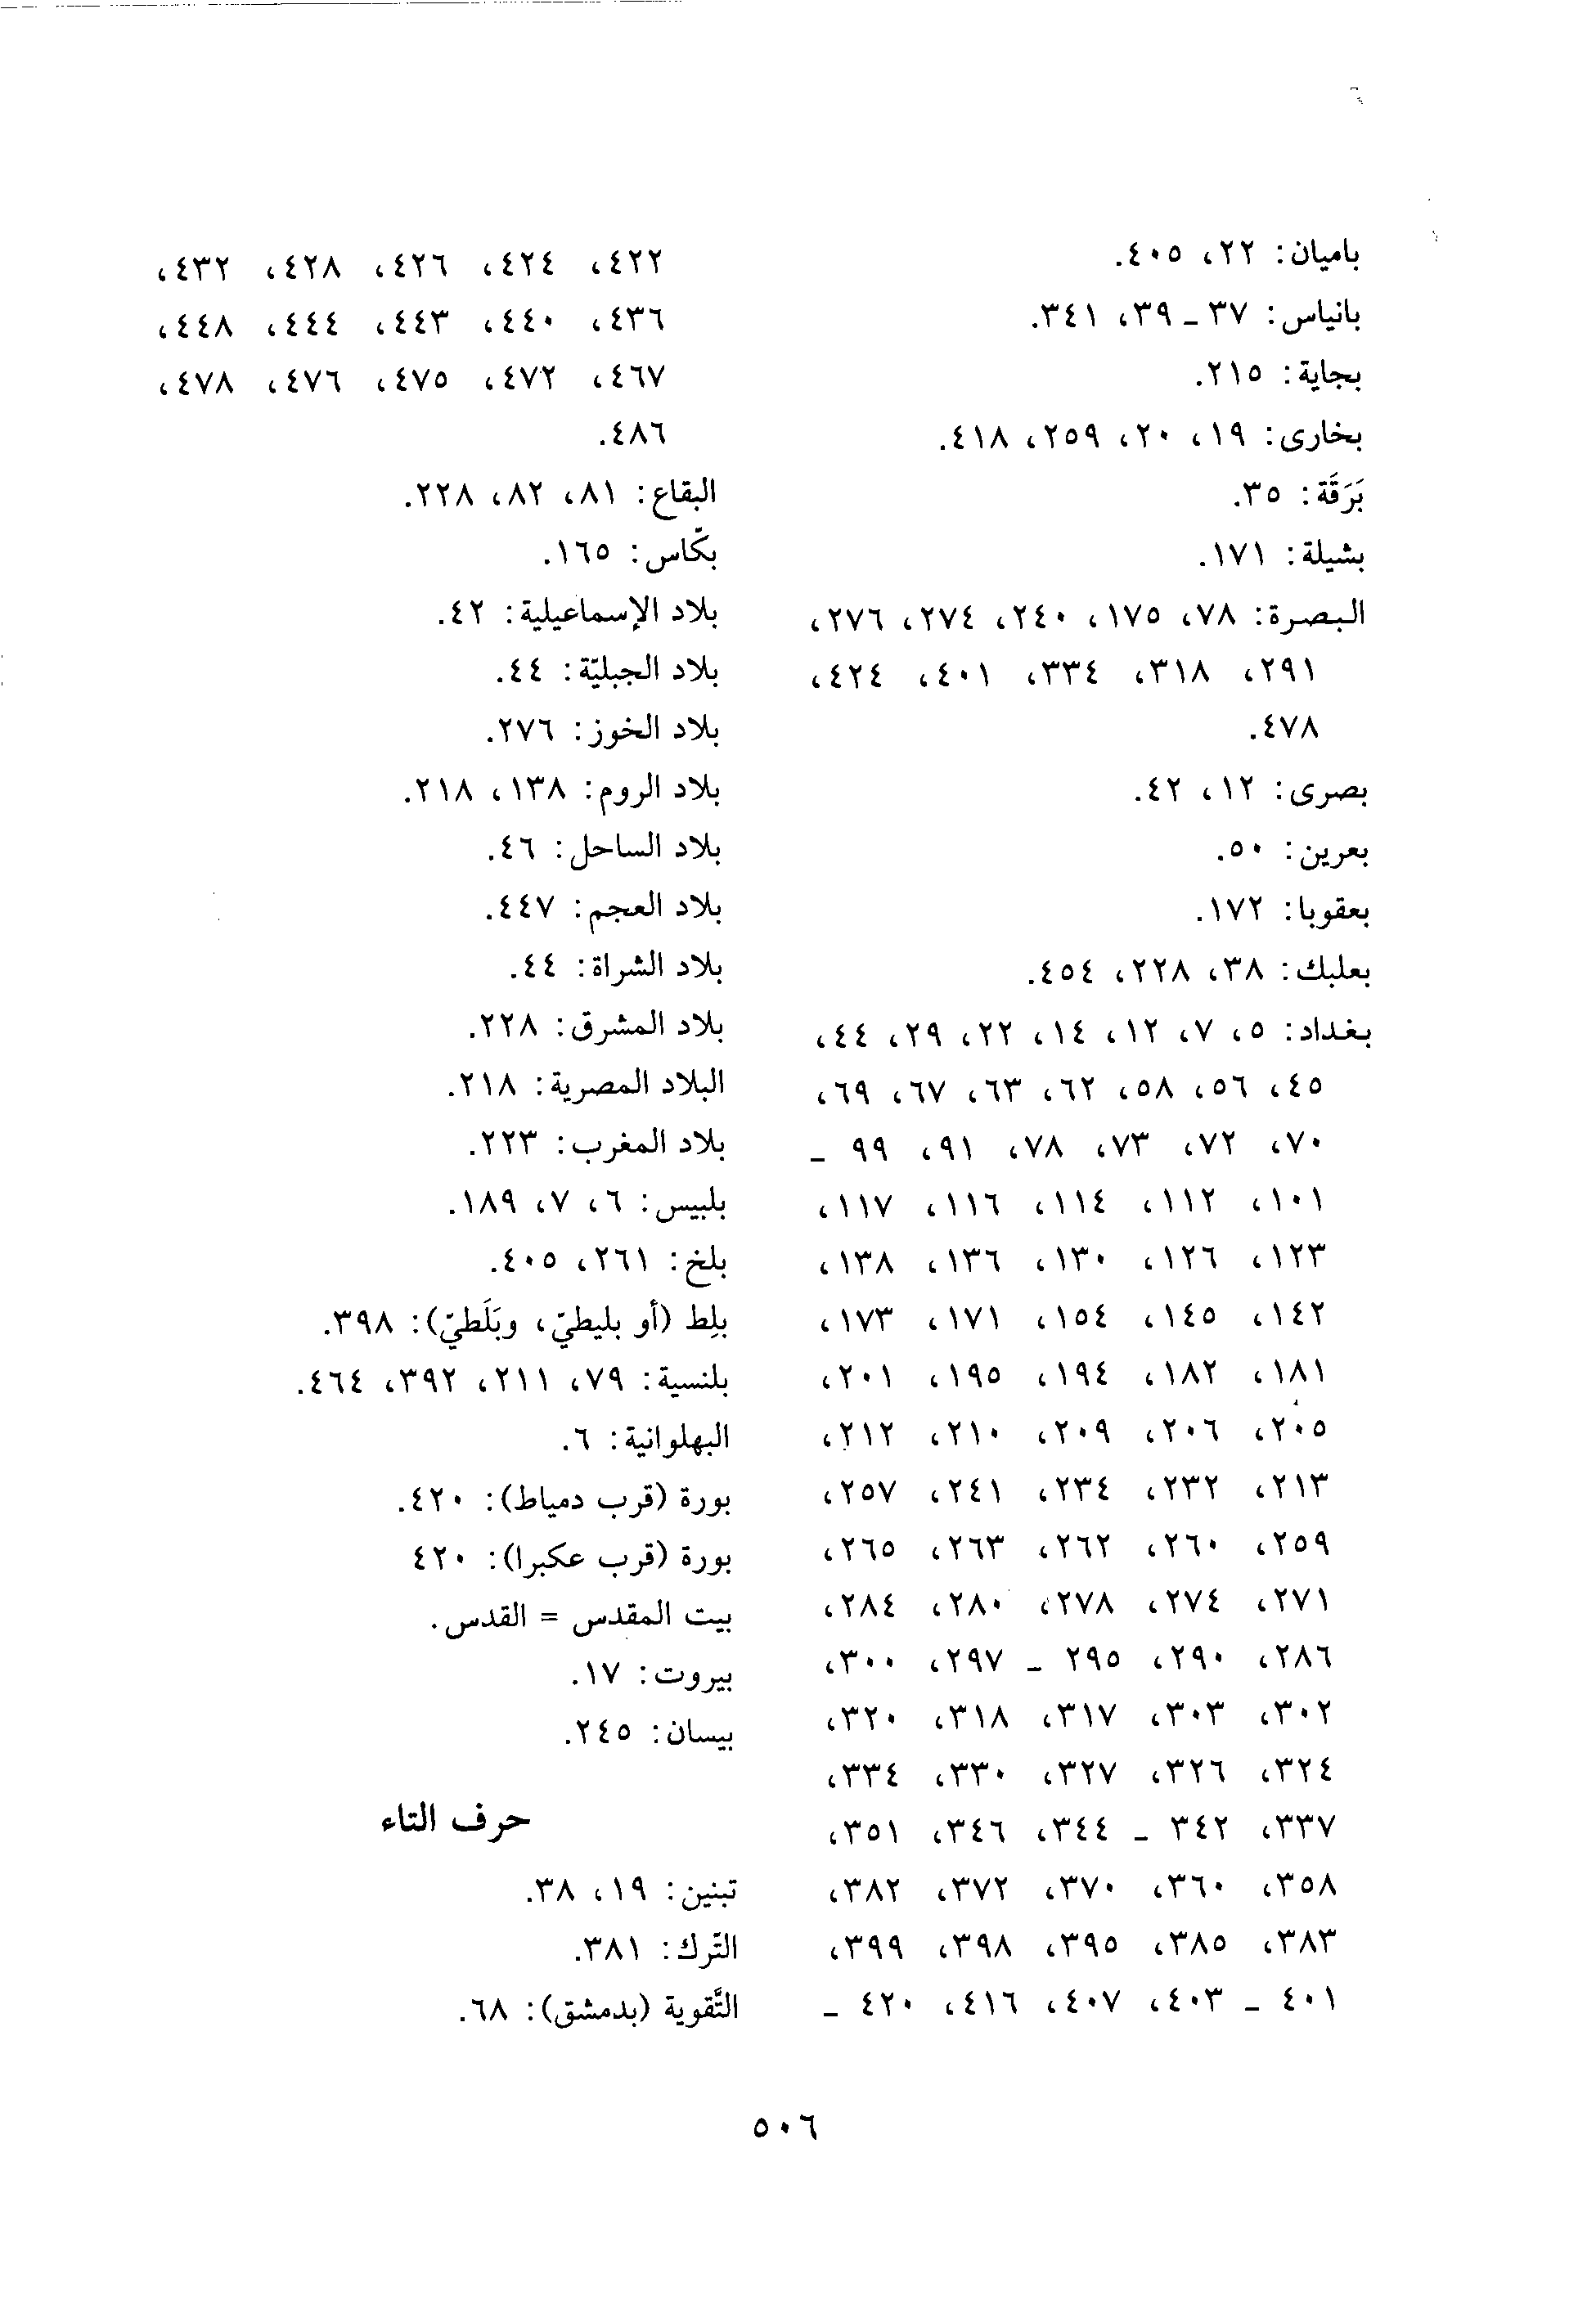 باميان: ٢٢، ٤٠٥.
بانياس: ٣٧ ـ ٣٩، ٣٤١.
بجاية: ٢١٥.
بخارى: ١٩، ٢٠، ٢٥٩، ٤١٨.
بَرَقَة: ٣٥.
بشيلة: ١٧١.
البصرة: ٧٨، ١٧٥، ٢٤٠، ٢٧٤، ٢٧٦،
٢٩١، ٣١٨، ٣٣٤، ٤٠١، ٤٢٤،
٤٧٨.
بصرى: ١٢، ٤٢.
بعرين: ٥٠.
بعقوبا: ١٧٢.
بعلبك: ٣٨، ٢٢٨، ٤٥٤.
بغداد: ٥، ٧، ١٢، ١٤، ٢٢، ٢٩، ٤٤،
٤٥، ٥٦، ٥٨، ٦٢، ٦٣، ٦٧، ٦٩،
٧٠، ٧٢، ٧٣، ٧٨، ٩١، ٩٩ ـ
١٠١، ١١٢، ١١٤، ١١٦، ١١٧،
١٢٣، ١٢٦، ١٣٠، ١٣٦، ١٣٨،
١٤٢، ١٤٥، ١٥٤، ١٧١، ١٧٣،
١٨١، ١٨٢، ١٩٤، ١٩٥، ٢٠١،
٢٠٥، ٢٠٦، ٢٠٩، ٢١٠، ٢١٢،
٢١٣، ٢٣٢، ٢٣٤، ٢٤١، ٢٥٧،
٢٥٩، ٢٦٠، ٢٦٢، ٢٦٣، ٢٦٥،
٢٧١، ٢٧٤، ٢٧٨، ٢٨٠، ٢٨٤،
٢٨٦، ٢٩٠، ٢٩٥ ـ ٢٩٧، ٣٠٠،
٣٠٢، ٣٠٣، ٣١٧، ٣١٨، ٣٢٠،
٣٢٤، ٣٢٦، ٣٢٧، ٣٣٠، ٣٣٤،
٣٣٧، ٣٤٢ ـ ٣٤٤، ٣٤٦، ٣٥١،
٣٥٨، ٣٦٠، ٣٧٠، ٣٧٢، ٣٨٢،
٣٨٣، ٣٨٥، ٣٩٥، ٣٩٨، ٣٩٩،
٤٠١ ـ ٤٠٣، ٤٠٧، ٤١٦، ٤٢٠ ـ
٤٢٢، ٤٢٤، ٤٢٦، ٤٢٨، ٤٣٢،
٤٣٦، ٤٤٠، ٤٤٣، ٤٤٤، ٤٤٨،
٤٦٧، ٤٧٢، ٤٧٥، ٤٧٦، ٤٧٨،
٤٨٦.
البقاع: ٨١، ٨٢، ٢٢٨.
بكّاس: ١٦٥.
بلاد الإسماعيلية: ٤٢.
بلاد الجبليّة: ٤٤.
بلاد الخوز: ٢٧٦.
بلاد الروم: ١٣٨، ٢١٨.
بلاد الساحل: ٤٦.
بلاد العجم: ٤٤٧.
بلاد الشراة: ٤٤.
بلاد المشرق: ٢٢٨.
البلاد المصرية: ٢١٨.
بلاد المغرب: ٢٢٣.
بلبيس: ٦، ٧، ١٨٩.
بلخ: ٢٦١، ٤٠٥.
بلِط (أو بليطيّ، وبَلَطيّ): ٣٩٨.
بلنسية: ٧٩، ٢١١، ٣٩٢، ٤٦٤.
البهلوانية: ٦.
بورة (قرب دمياط): ٤٢٠.
بورة (قرب عكبرا): ٤٢٠
بيت المقدس = القدس.
بيروت: ١٧.
بيسان: ٢٤٥.
حرف التاء
تبنين: ١٩، ٣٨.
التّرك: ٣٨١.
التَّقوية (بدمشق): ٦٨.
٥٠٦